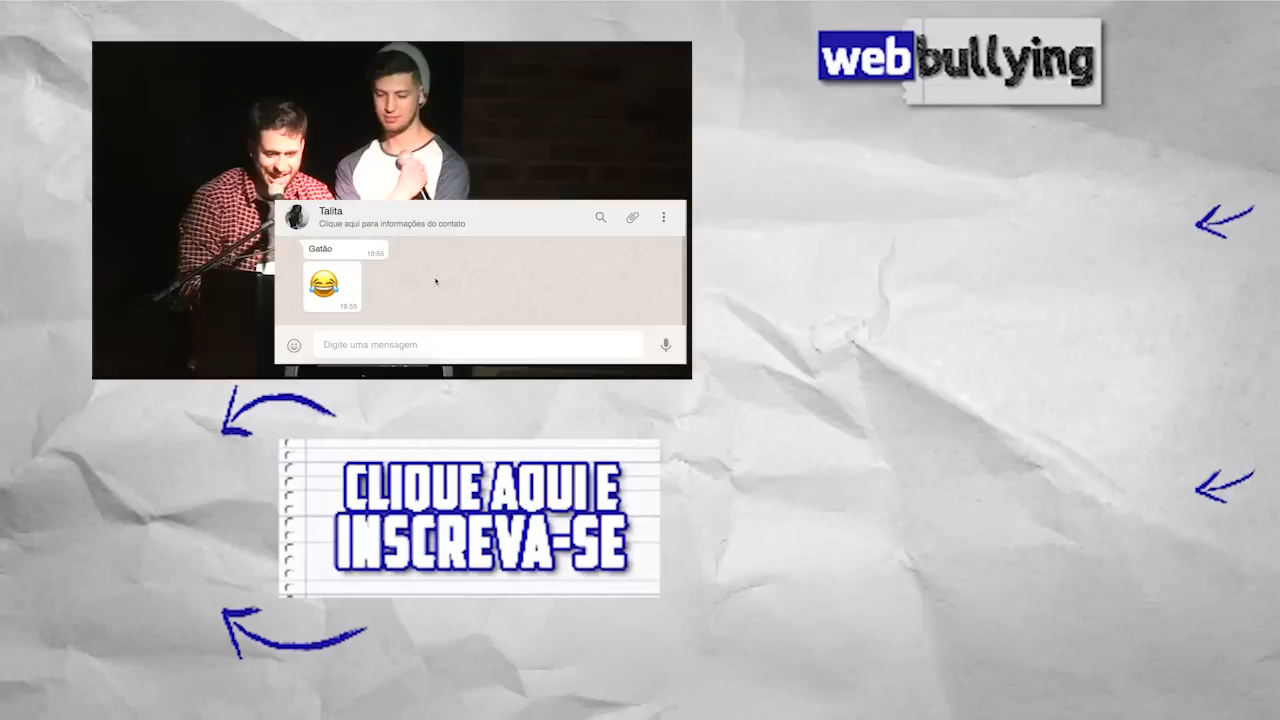 webbullying
Talita
Clique aqui para informações do contato
Gatão
19:55
19:55
Digite uma mensagem
CLIQUE AQUI E
INSCREVA-SE